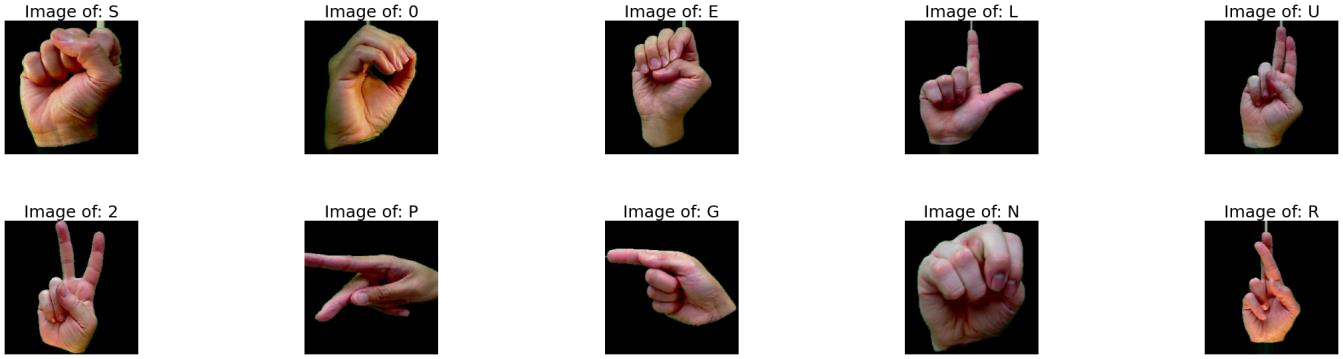 Image of: S
Image of: 0
Image of: E
Image of: L
Image of: U
Image of: 2
Image of: P
Image of: G
Image of: N
Image of: R